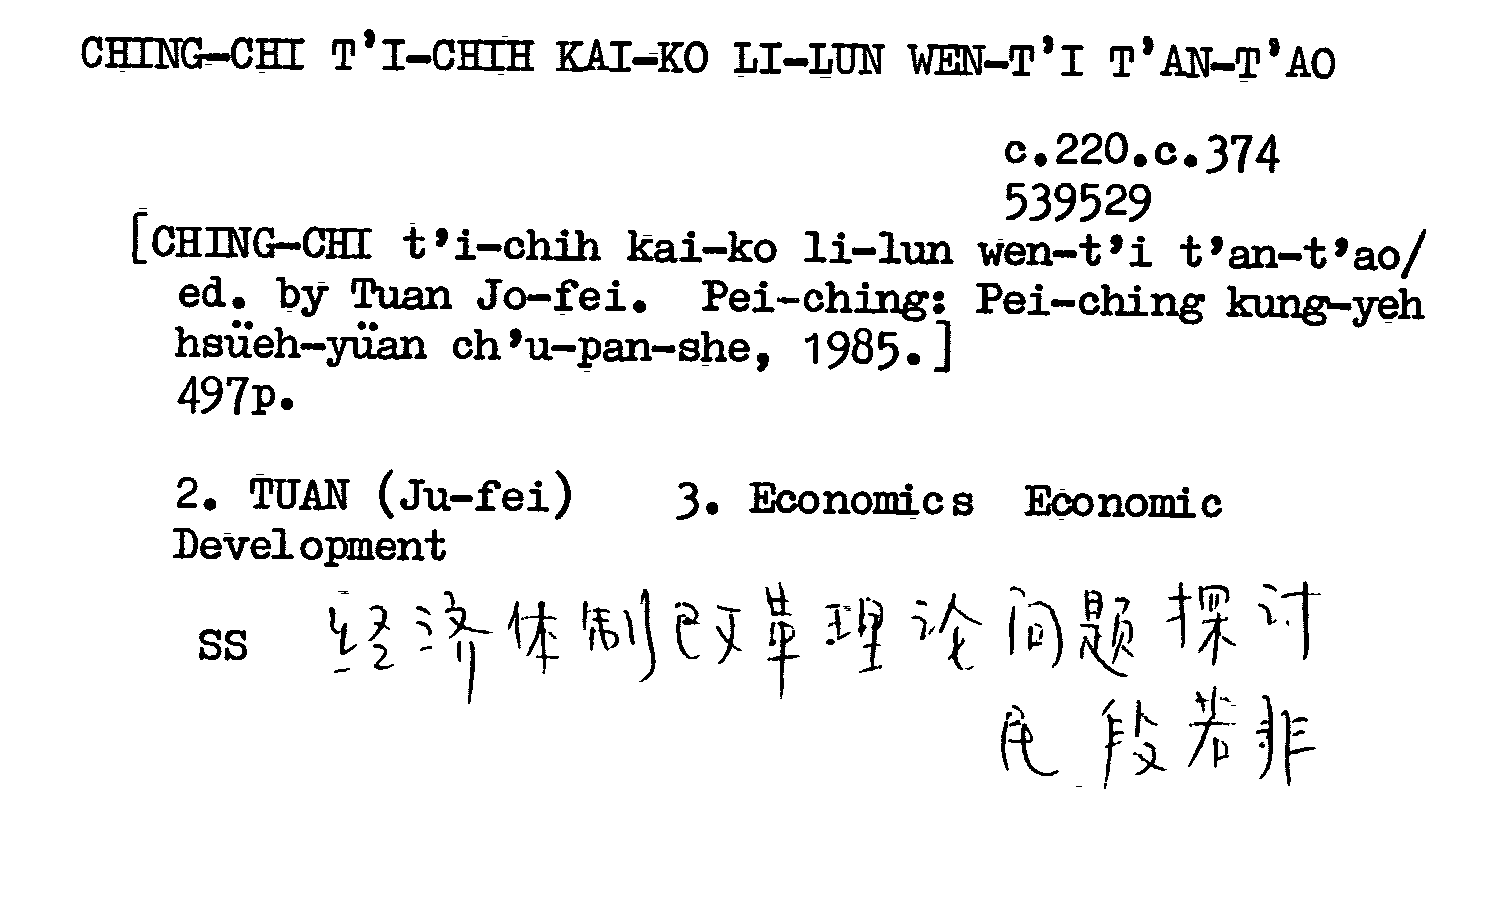 CHING-CHI T'I-CHIH KAI-KO LI-LUN WEN-T'I T'AN-T'AO
c.220.c.374
539529
[CHING-CHI t'i-chih kai-ko li-lun wen-t'i t'an-t'ao/
ed. by Tuan Jo-fei. Pei-ching: Pei-ching kung-yeh
hsüeh-yüan ch'u-pan-she, 1985.]
497p.
2. TUAN (Ju-fei) 3. Economics Economic
Development
SS 经济体制改革理论问题探讨
段若非